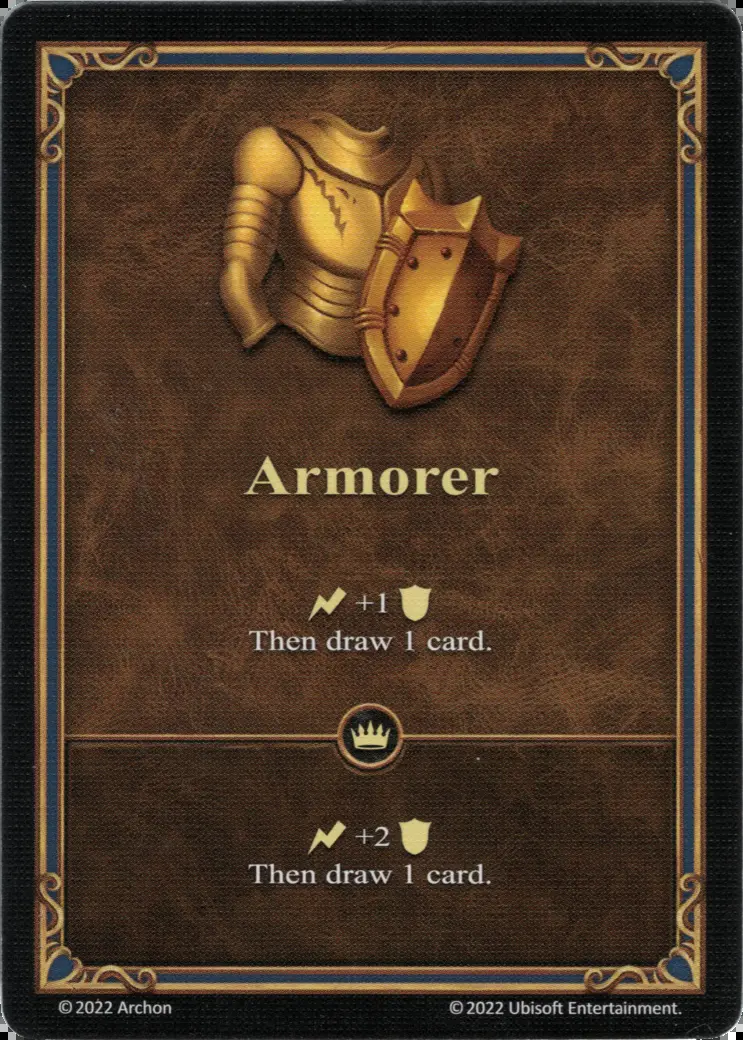 Armorer
+1
Then draw 1 card.
+2
Then draw 1 card.
© 2022 Archon
© 2022 Ubisoft Entertainment.